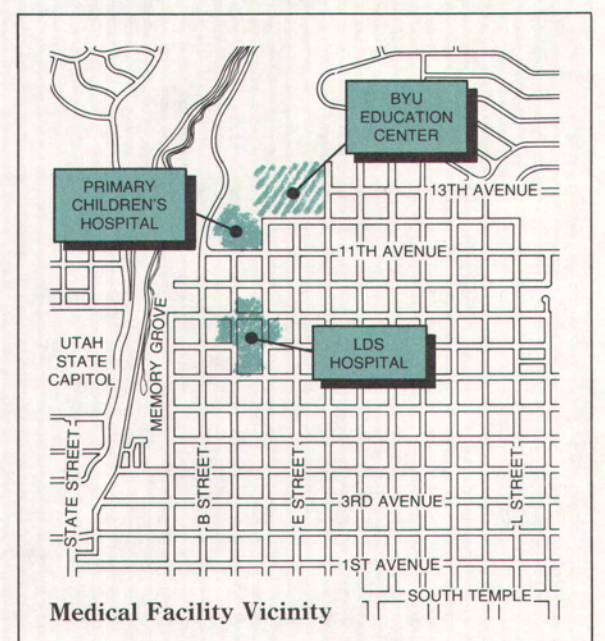 BYU
EDUCATION
CENTER
PRIMARY
CHILDREN'S
HOSPITAL
13TH AVENUE
11TH AVENUE
UTAH
STATE
CAPITOL
MEMORY GROVE
LDS
HOSPITAL
STATE STREET
B STREET
E STREET
L STREET
3RD AVENUE
1ST AVENUE
SOUTH TEMPLE
Medical Facility Vicinity